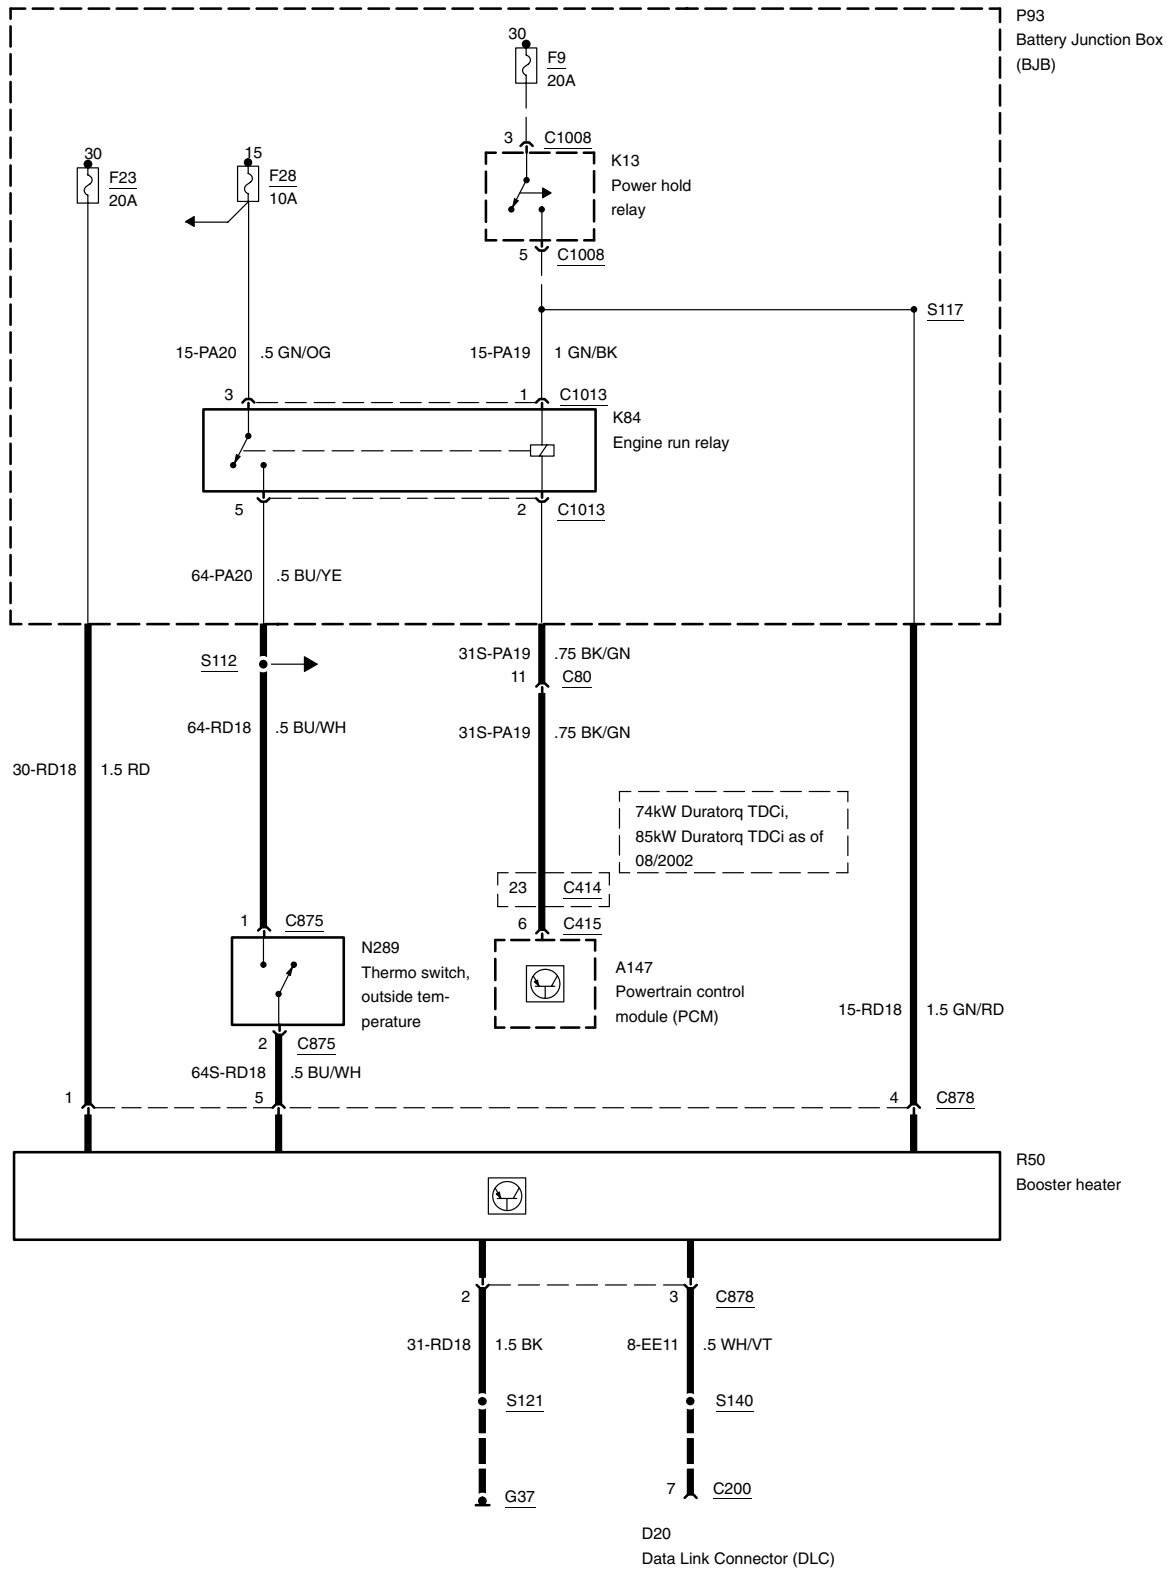 P93
Battery Junction Box
(BJB)
30
F9
20A
3 C1008
K13
Power hold
relay
30
F23
20A
15
F28
10A
5 C1008
S117
15-PA20 .5 GN/OG
15-PA19 1 GN/BK
3 1 C1013
K84
Engine run relay
5 2 C1013
64-PA20 .5 BU/YE
31S-PA19 .75 BK/GN
S112
11 C80
64-RD18 .5 BU/WH
31S-PA19 .75 BK/GN
30-RD18 1.5 RD
74kW Duratorq TDCi,
85kW Duratorq TDCi as of
08/2002
23 C414
1 C875
6 C415
N289
Thermo switch,
outside tem-
perature
A147
Powertrain control
module (PCM)
15-RD18 1.5 GN/RD
2 C875
64S-RD18 .5 BU/WH
1 5 4 C878
R50
Booster heater
2 3 C878
31-RD18 1.5 BK
8-EE11 .5 WH/VT
S121
S140
G37
7 C200
D20
Data Link Connector (DLC)